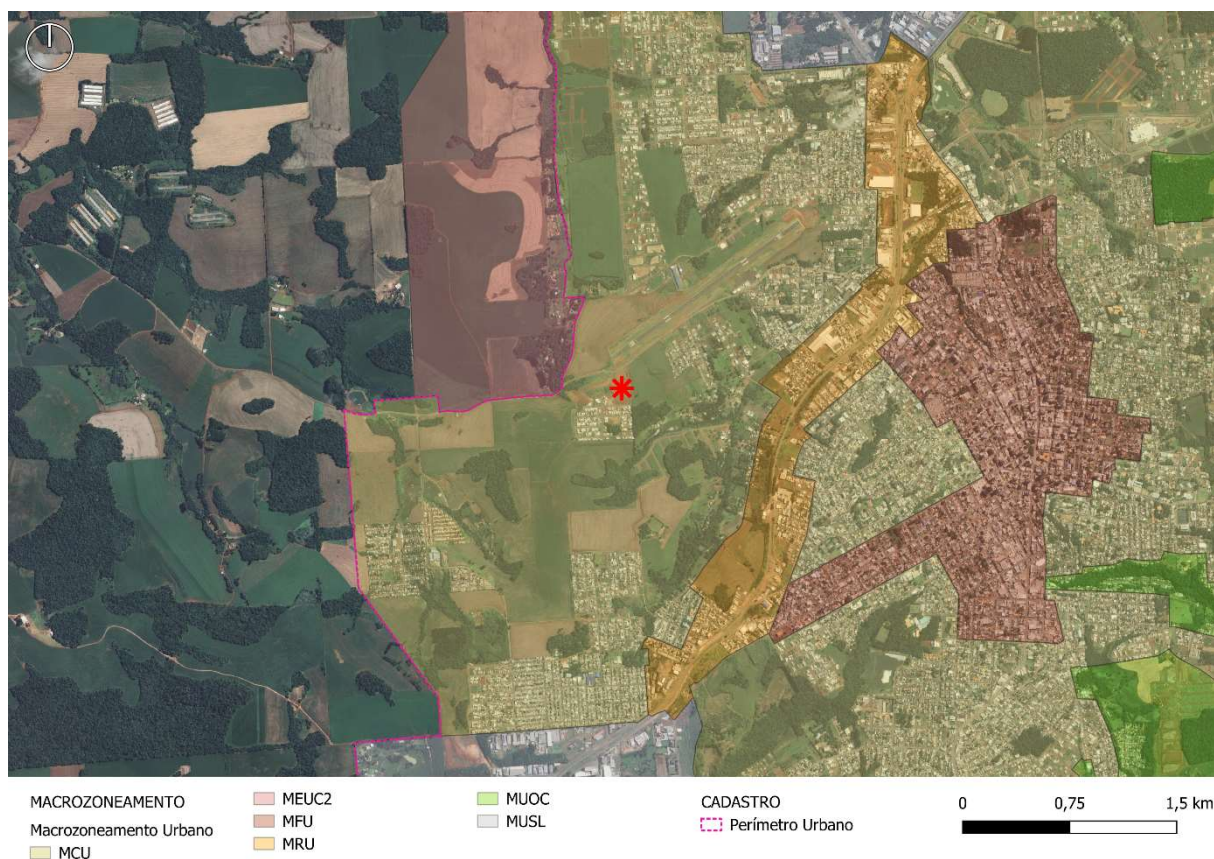 MACROZONEAMENTO
Macrozoneamento Urbano
MCU
MEUC2
MFU
MRU
MUOC
MUSL
CADASTRO
Perímetro Urbano
0 0,75 1,5 km